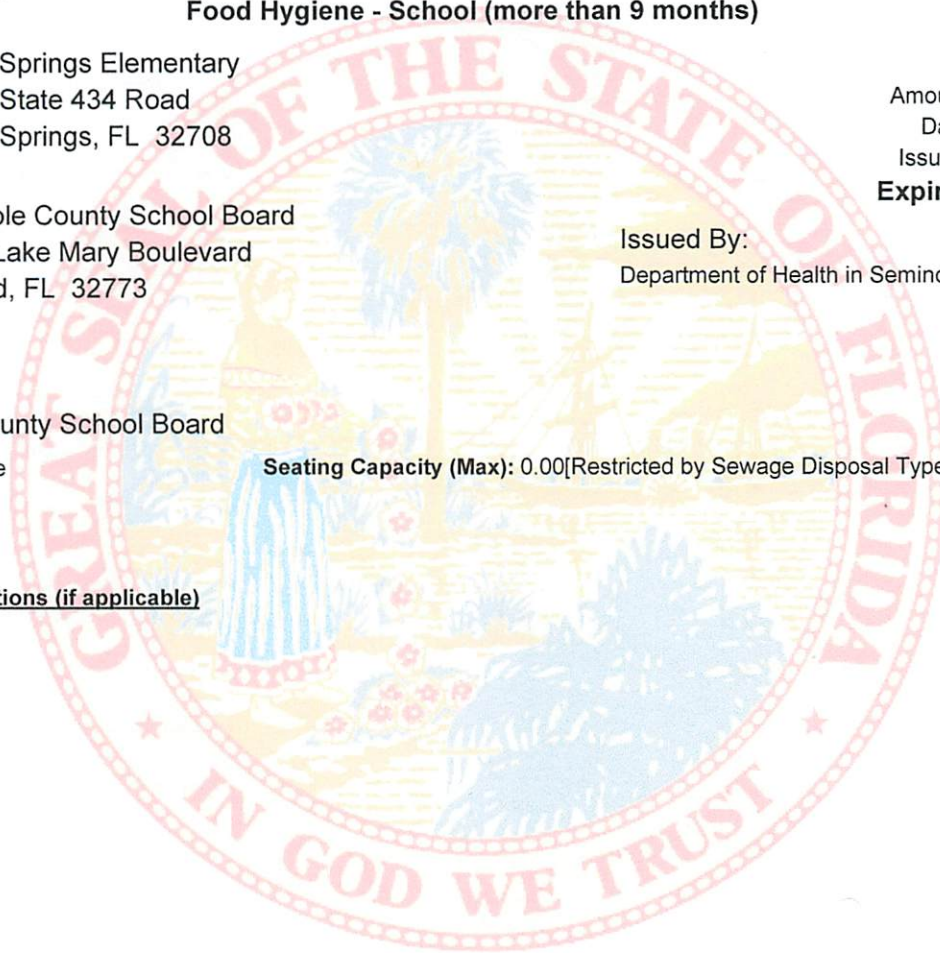 Food Hygiene - School (more than 9 months)
Springs Elementary
State 434 Road
Springs, FL 32708
Amou
Da
Issu
Expir
ole County School Board
Lake Mary Boulevard
d, FL 32773
Issued By:
Department of Health in Semino
unty School Board
e
Seating Capacity (Max): 0.00[Restricted by Sewage Disposal Type
tions (if applicable)
GREAT SEAL OF THE STATE OF FLORIDA
IN GOD WE TRUST